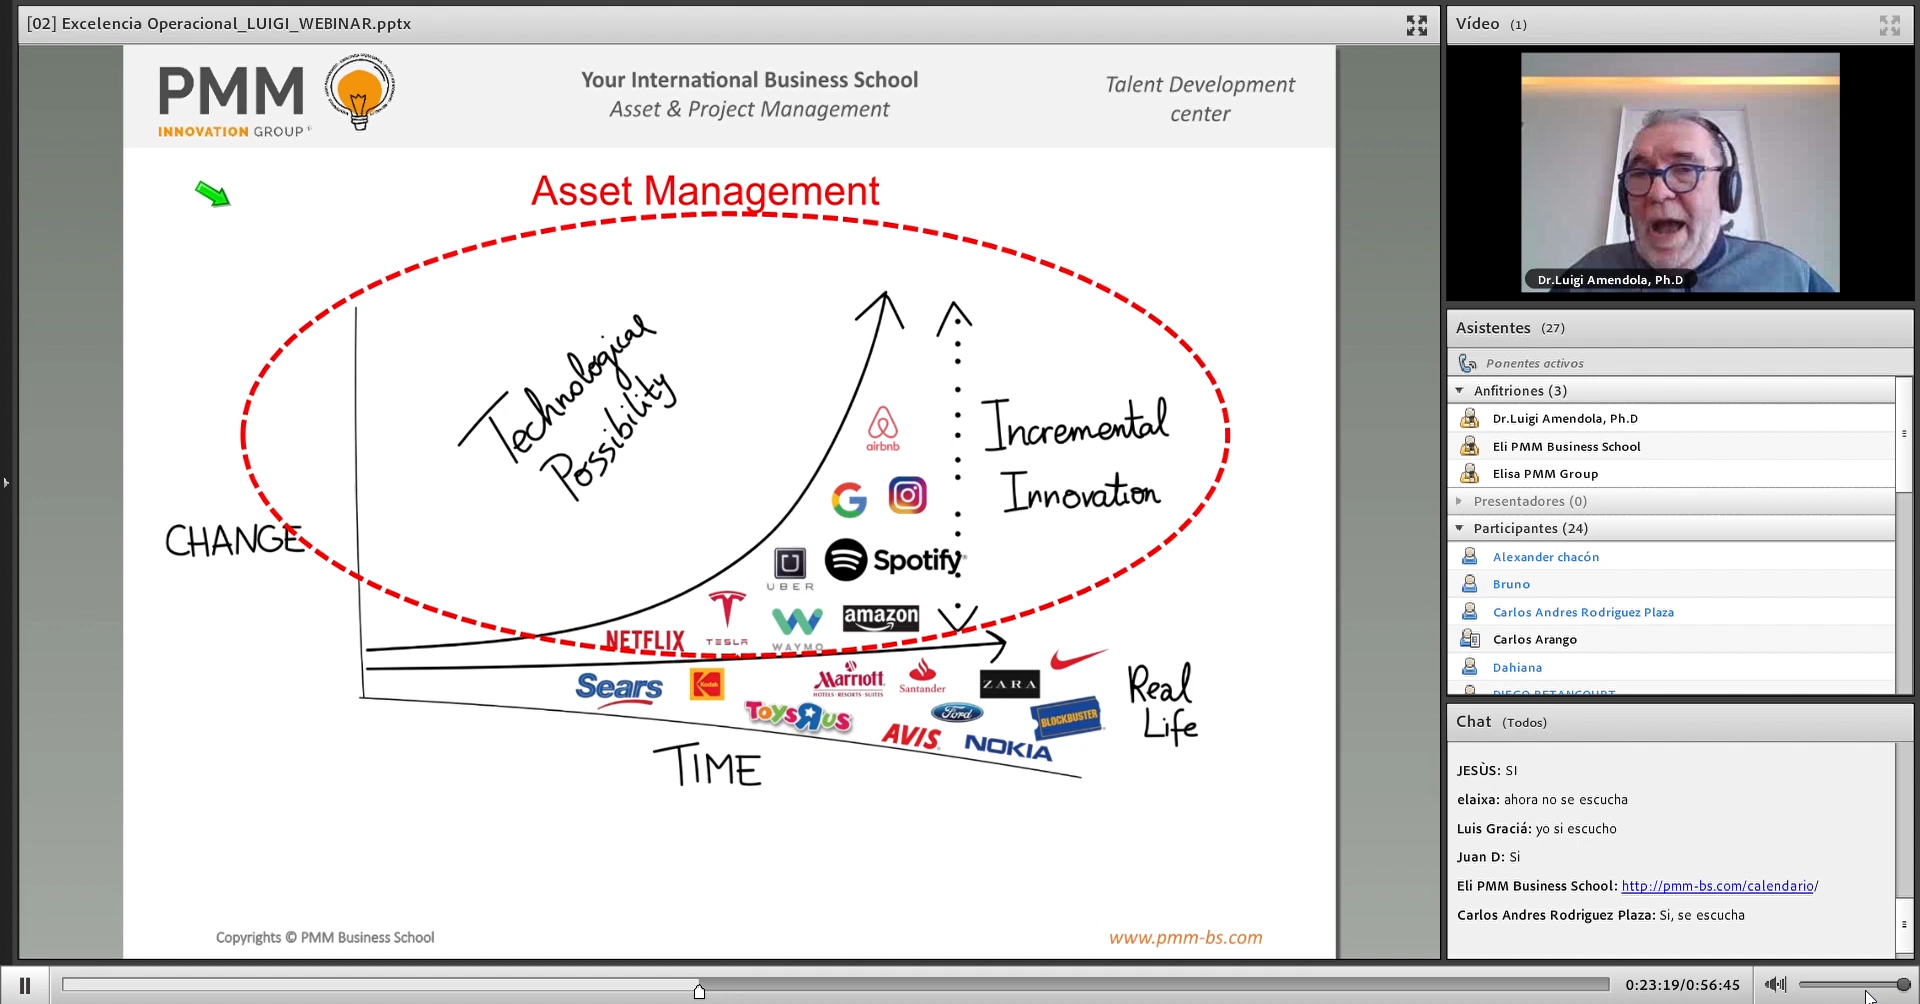 [02] Excelencia Operacional_LUIGI_WEBINAR.pptx
PMM
INNOVATION GROUP
Your International Business School
Asset & Project Management
Talent Development
center
Asset Management
Technological
Possibility
Incremental
Innovation
CHANGE
airbnb
G
UBER
Spotify
NETFLIX
TESLA
WAYMO
amazon
Sears
Kodak
Marriott
HOTELS · RESORTS · SUITES
Santander
ZARA
ToysRus
Ford
AVIS
NOKIA
BLOCKBUSTER
Real
Life
TIME
Copyrights © PMM Business School
www.pmm-bs.com
Vídeo (1)
Dr.Luigi Amendola, Ph.D
Asistentes (27)
Ponentes activos
Anfitriones (3)
Dr.Luigi Amendola, Ph.D
Eli PMM Business School
Elisa PMM Group
Presentadores (0)
Participantes (24)
Alexander chacón
Bruno
Carlos Andres Rodriguez Plaza
Carlos Arango
Dahiana
DIEGO BETANCOURT
Chat (Todos)
JESÙS: SI
elaixa: ahora no se escucha
Luis Graciá: yo si escucho
Juan D: Si
Eli PMM Business School: http://pmm-bs.com/calendario/
Carlos Andres Rodriguez Plaza: Si, se escucha
0:23:19/0:56:45